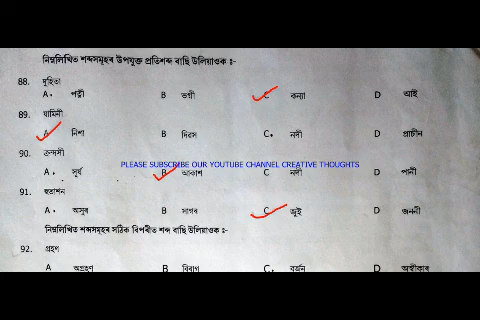 নিম্নলিখিত শব্দসমূহৰ উপযুক্ত প্ৰতিশব্দ বাছি উলিয়াওক :-
88. দুহিতা
A. পত্নী B ভগ্নী C কন্যা D আই
89. যামিনী
A নিশা B দিৱস C. নদী D প্ৰাচীন
90. ক্ৰন্দসী
PLEASE SUBSCRIBE OUR YOUTUBE CHANNEL CREATIVE THOUGHTS
A. সূৰ্য B আকাশ C নদী D পানী
91. হুতাশন
A. অসুৰ B সাগৰ C জুই D জননী
নিম্নলিখিত শব্দসমূহৰ সঠিক বিপৰীত শব্দ বাছি উলিয়াওক :-
92. গ্ৰহণ
A অগ্ৰহণ B বিৰাগ C. বৰ্জন D অস্বীকাৰ